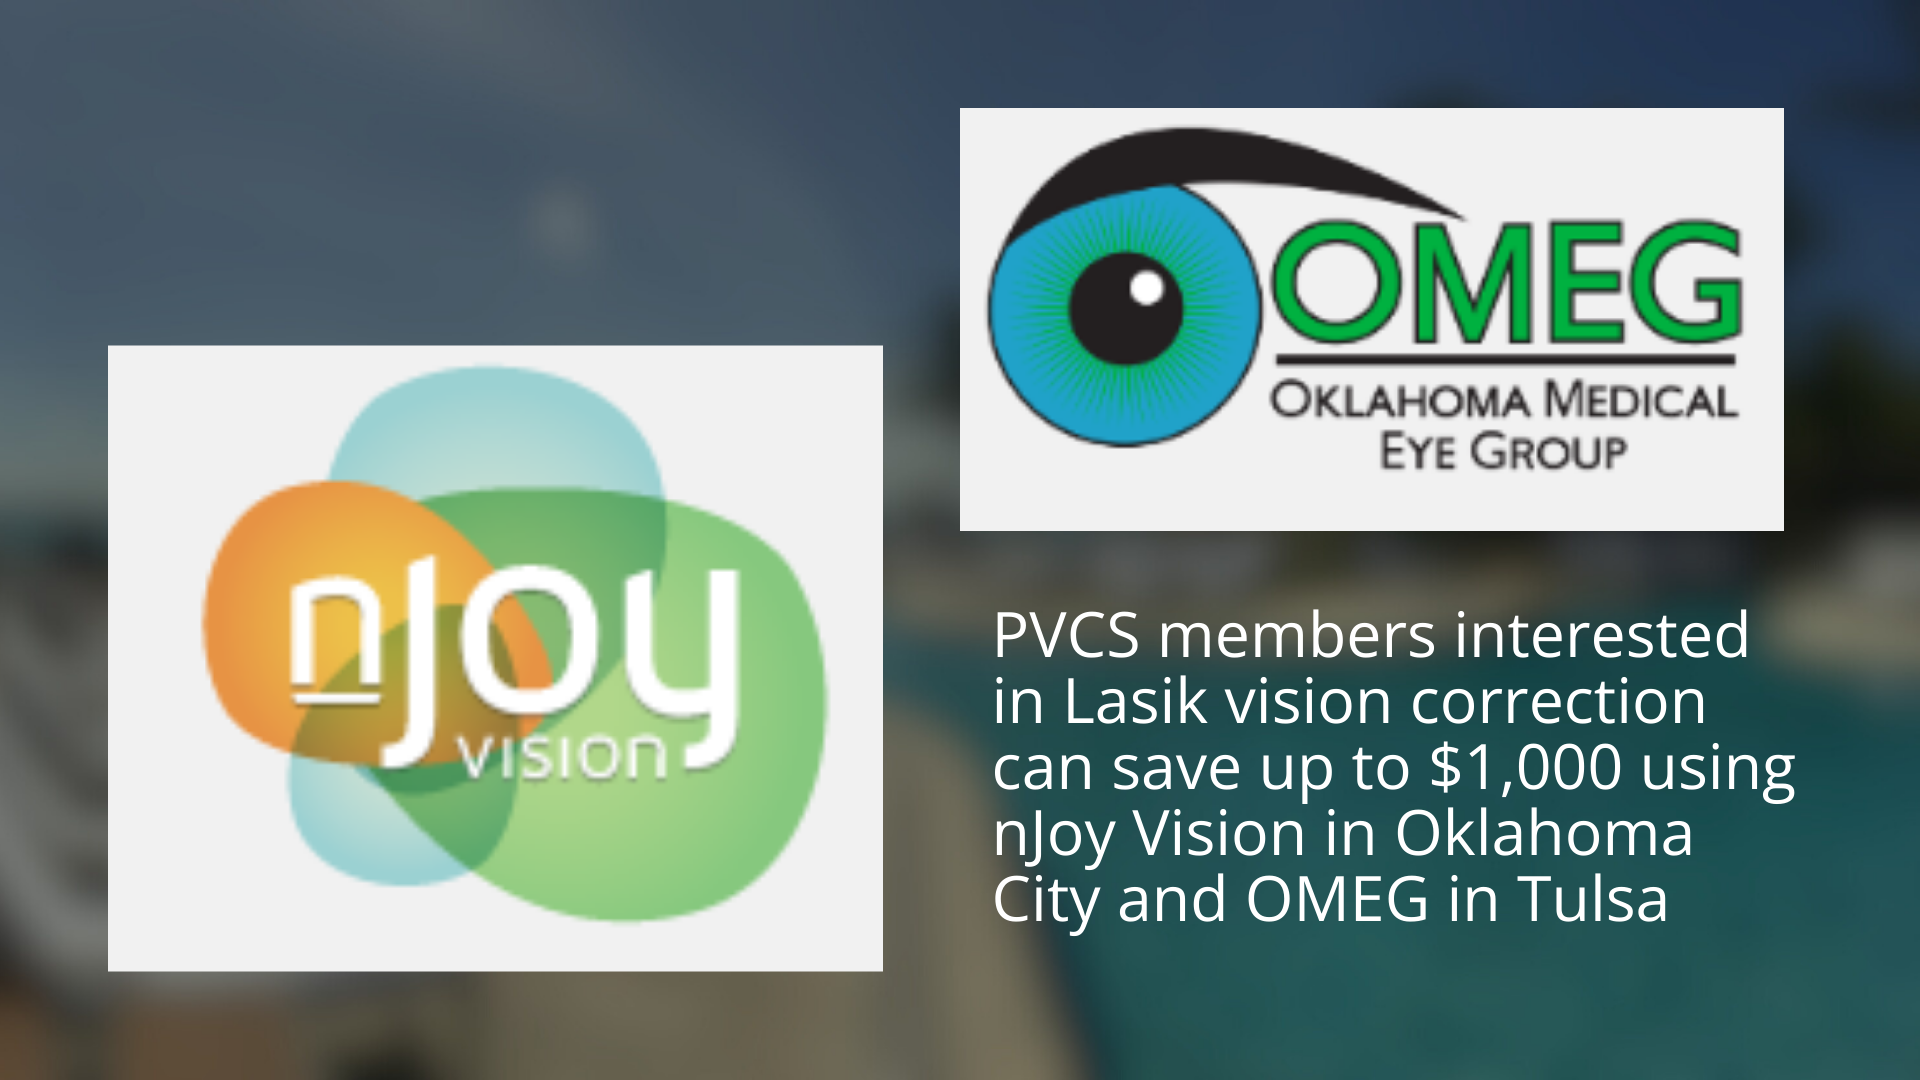 OMEG
OKLAHOMA MEDICAL
EYE GROUP
nJoy
VISION
PVCS members interested
in Lasik vision correction
can save up to $1,000 using
nJoy Vision in Oklahoma
City and OMEG in Tulsa